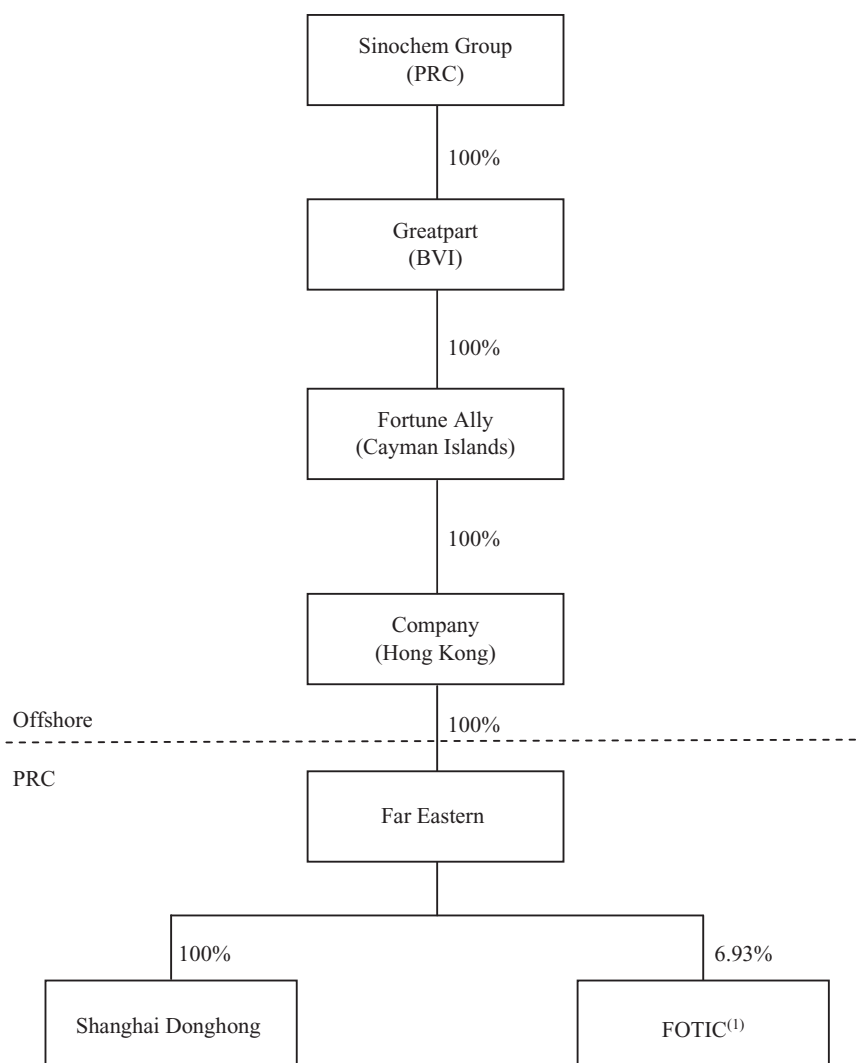 Sinochem Group
(PRC)
100%
Greatpart
(BVI)
100%
Fortune Ally
(Cayman Islands)
100%
Company
(Hong Kong)
Offshore
100%
PRC
Far Eastern
100%
6.93%
Shanghai Donghong
FOTIC(1)